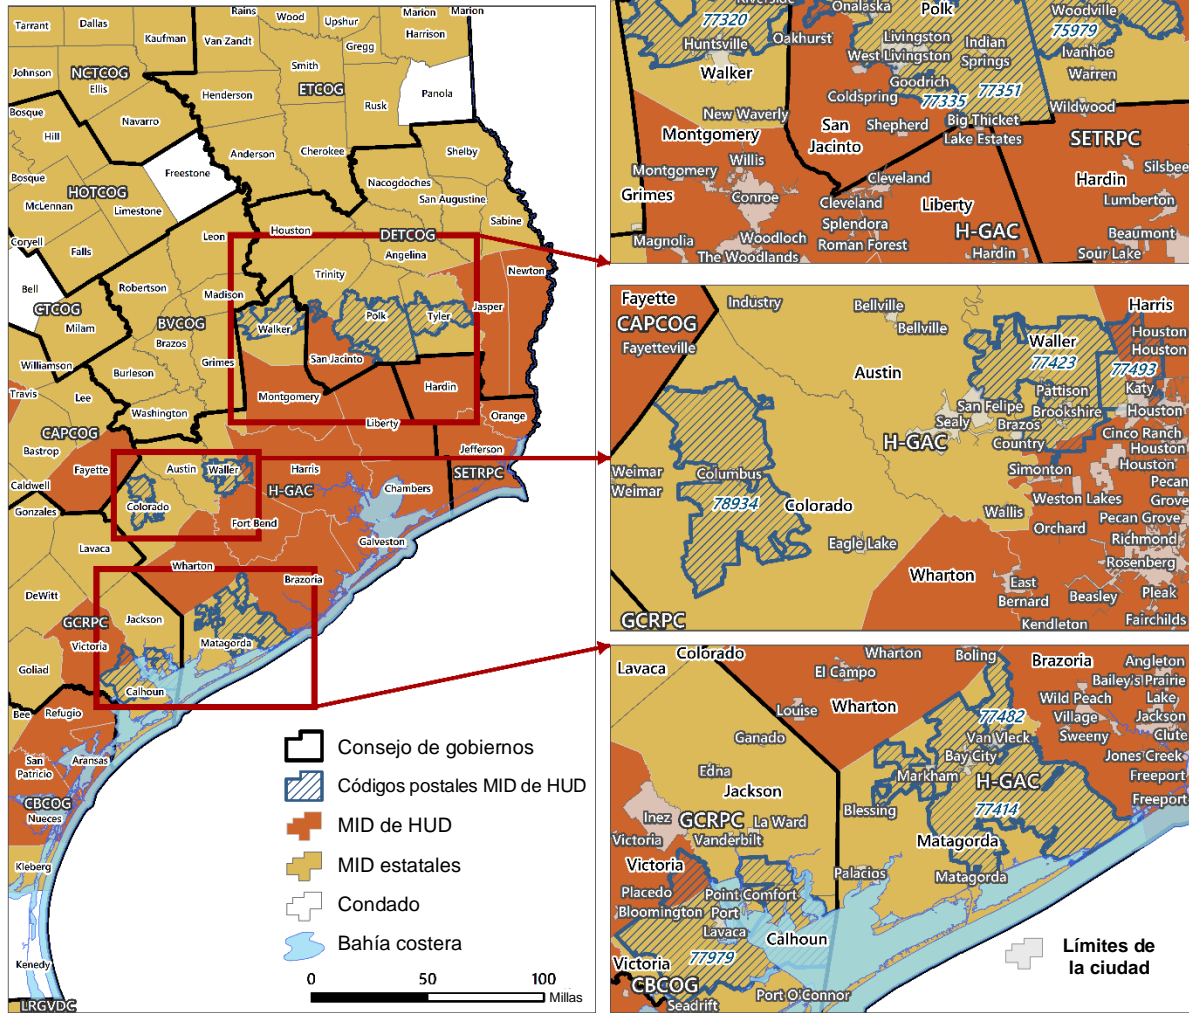 Tarrant
Dallas
Kaufman
Rains
Wood
Upshur
Marion
Marion
Van Zandt
Gregg
Harrison
Johnson
NCTCOG
Ellis
Smith
ETCOG
Panola
Bosque
Henderson
Rusk
Navarro
Hill
Anderson
Cherokee
Shelby
Freestone
Bosque
HOTCOG
Nacogdoches
McLennan
Limestone
San Augustine
Sabine
Coryell
Falls
Leon
Houston
DETCOG
Angelina
Bell
Robertson
Madison
Trinity
Newton
CTCOG
Milam
BVCOG
Brazos
Walker
Polk
Tyler
Jasper
Williamson
Burleson
Grimes
San Jacinto
Travis
Lee
Washington
Montgomery
Hardin
CAPCOG
Liberty
Orange
Bastrop
Fayette
Austin
Waller
Harris
Jefferson
SETRPC
Caldwell
H-GAC
Chambers
Gonzales
Colorado
Fort Bend
Lavaca
Galveston
Wharton
Brazoria
DeWitt
GCRPC
Jackson
Victoria
Matagorda
Goliad
Calhoun
Bee
Refugio
San
Patricio
Aransas
CBCOG
Nueces
Kleberg
Kenedy
LRGVDC
Consejo de gobiernos
Códigos postales MID de HUD
MID de HUD
MID estatales
Condado
Bahía costera
0
50
100
Millas
Riverside
Onalaska
Polk
Woodville
77320
75979
Huntsville
Oakhurst
Livingston
West Livingston
Indian
Springs
Ivanhoe
Walker
Goodrich
Warren
Coldspring
77335
77351
Wildwood
New Waverly
Big Thicket
Lake Estates
Montgomery
San
Jacinto
Shepherd
SETRPC
Willis
Montgomery
Cleveland
Silsbee
Grimes
Conroe
Cleveland
Hardin
Liberty
Lumberton
Splendora
Magnolia
Woodloch
Roman Forest
H-GAC
Beaumont
The Woodlands
Hardin
Sour Lake
Fayette
Industry
Bellville
Harris
CAPCOG
Bellville
Houston
Fayetteville
Waller
Houston
77423
77493
Austin
Pattison
Katy
San Felipe
Brookshire
Houston
Sealy
Brazos
Country
Cinco Ranch
H-GAC
Houston
Weimar
Columbus
Simonton
Houston
Weimar
Pecan
Grove
78934
Colorado
Weston Lakes
Wallis
Pecan Grove
Orchard
Eagle Lake
Richmond
Rosenberg
Wharton
East
Bernard
Beasley
Pleak
GCRPC
Kendleton
Fairchilds
Colorado
Wharton
Boling
Brazoria
Lavaca
El Campo
Angleton
Bailey's Prairie
Wharton
Wild Peach
Village
Lake
Jackson
Louise
77482
Ganado
Van Vleck
Sweeny
Clute
Bay City
Jones Creek
Edna
Markham
H-GAC
Freeport
Jackson
Blessing
77414
Freeport
Inez
GCRPC
La Ward
Victoria
Vanderbilt
Matagorda
Victoria
Palacios
Matagorda
Placedo
Point Comfort
Bloomington
Port
Lavaca
Calhoun
77979
Victoria
CBCOG
Port O'Connor
Seadrift
Límites de
la ciudad